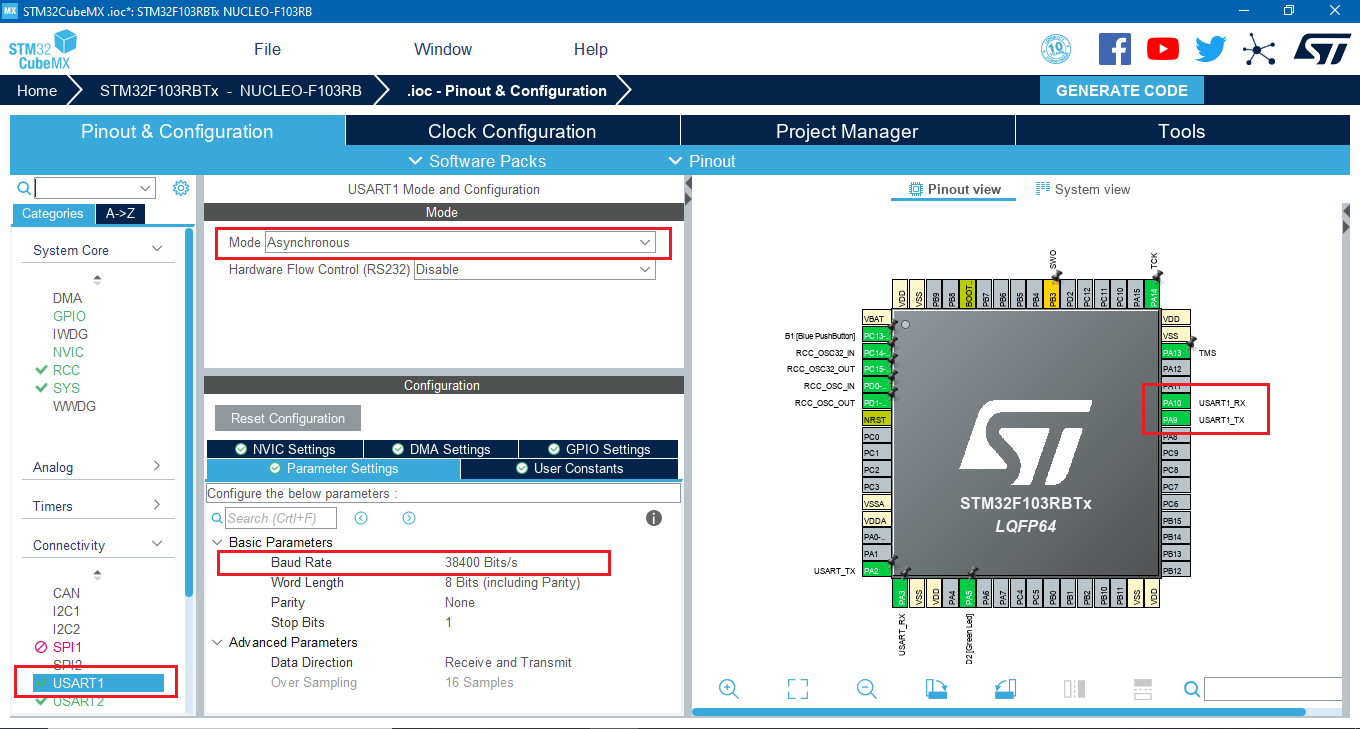 MX STM32CubeMX .ioc*: STM32F103RBTx NUCLEO-F103RB
STM32
CubeMX
File
Window
Help
10
Home
STM32F103RBTx - NUCLEO-F103RB
.ioc - Pinout & Configuration
GENERATE CODE
Pinout & Configuration
Clock Configuration
Project Manager
Tools
Software Packs
Pinout
Categories
A->Z
System Core
DMA
GPIO
IWDG
NVIC
RCC
SYS
WWDG
Analog
Timers
Connectivity
CAN
I2C1
I2C2
SPI1
SPI2
USART1
USART2
USART1 Mode and Configuration
Mode
Mode Asynchronous
Hardware Flow Control (RS232) Disable
Configuration
Reset Configuration
NVIC Settings
DMA Settings
GPIO Settings
Parameter Settings
User Constants
Configure the below parameters :
Search (Crtl+F)
Basic Parameters
Baud Rate 38400 Bits/s
Word Length 8 Bits (including Parity)
Parity None
Stop Bits 1
Advanced Parameters
Data Direction Receive and Transmit
Over Sampling 16 Samples
Pinout view
System view
SWO
TCK
VDD
VSS
PB9
PB8
BOOT..
PB7
PB6
PB5
PB4
PB3
PD2
PC12
PC11
PC10
PA15
PA14
VBAT
B1 [Blue PushButton] PC13-..
RCC_OSC32_IN PC14-..
RCC_OSC32_OUT PC15-..
RCC_OSC_IN PD0-..
RCC_OSC_OUT PD1-..
NRST
PC0
PC1
PC2
PC3
VSSA
VDDA
PA0-..
PA1
USART_TX PA2
STM32F103RBTx
LQFP64
VDD
VSS
PA13 TMS
PA12
PA11
PA10 USART1_RX
PA9 USART1_TX
PA8
PC9
PC8
PC7
PC6
PB15
PB14
PB13
PB12
PA3
VSS
VDD
PA4
PA5
PA6
PA7
PC4
PC5
PB0
PB1
PB2
PB10
PB11
VSS
VDD
USART_RX
D2 [Green Led]